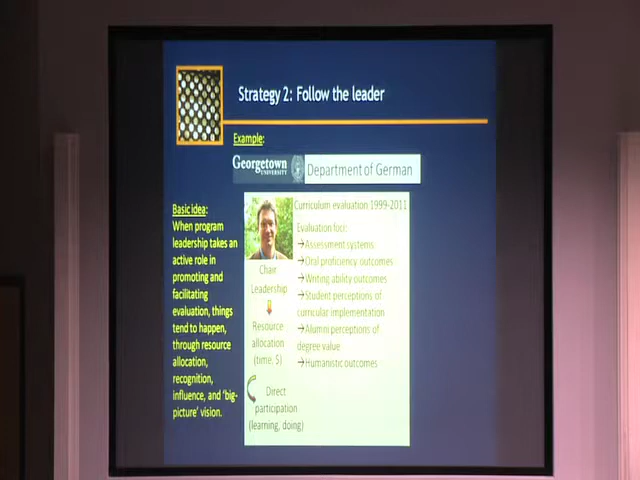 Strategy 2: Follow the leader
Example:
Georgetown
UNIVERSITY
Department of German
Basic idea:
When program
leadership takes an
active role in
promoting and
facilitating
evaluation, things
tend to happen,
through resource
allocation,
recognition,
influence, and 'big-
picture' vision.
Chair
Leadership
Resource
allocation
(time, $)
Direct
participation
(learning, doing)
Curriculum evaluation 1999-2011
Evaluation foci:
→Assessment systems
→Oral proficiency outcomes
→Writing ability outcomes
→Student perceptions of
curricular implementation
→Alumni perceptions of
degree value
→Humanistic outcomes